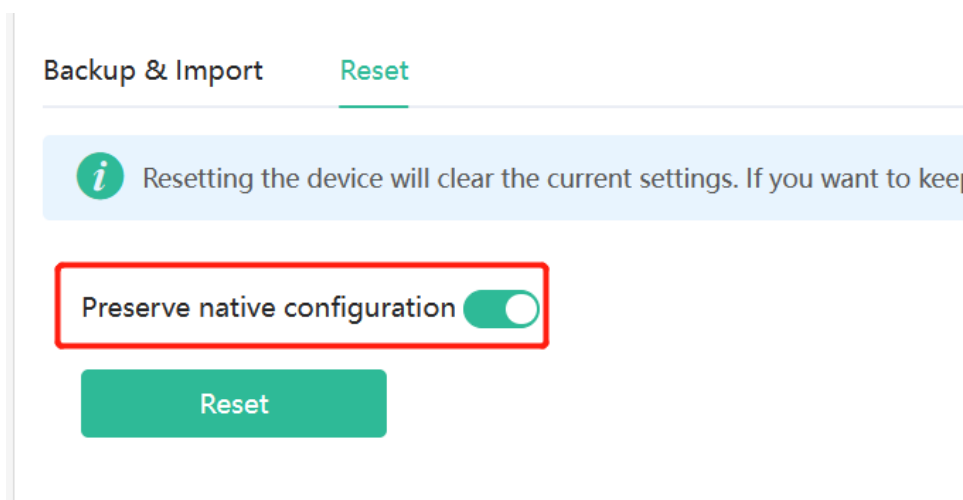 Backup & Import Reset
Resetting the device will clear the current settings. If you want to
Preserve native configuration
Reset